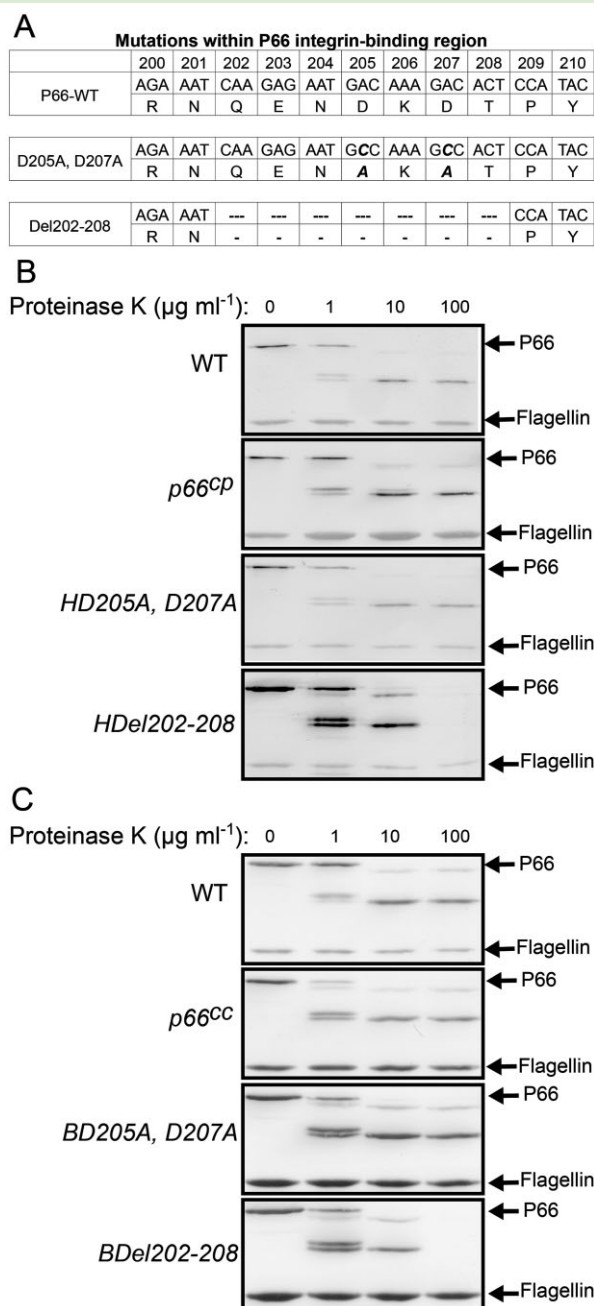 A
Mutations within P66 integrin-binding region
200 201 202 203 204 205 206 207 208 209 210
P66-WT AGA AAT CAA GAG AAT GAC AAA GAC ACT CCA TAC
R N Q E N D K D T P Y
D205A, D207A AGA AAT CAA GAG AAT GCC AAA GCC ACT CCA TAC
R N Q E N A K A T P Y
Del202-208 AGA AAT --- --- --- --- --- --- --- CCA TAC
R N - - - - - - - P Y
B
Proteinase K (µg ml-1): 0 1 10 100
WT P66
Flagellin
p66cp P66
Flagellin
HD205A, D207A P66
Flagellin
HDel202-208 P66
Flagellin
C
Proteinase K (µg ml-1): 0 1 10 100
WT P66
Flagellin
p66cc P66
Flagellin
BD205A, D207A P66
Flagellin
BDel202-208 P66
Flagellin